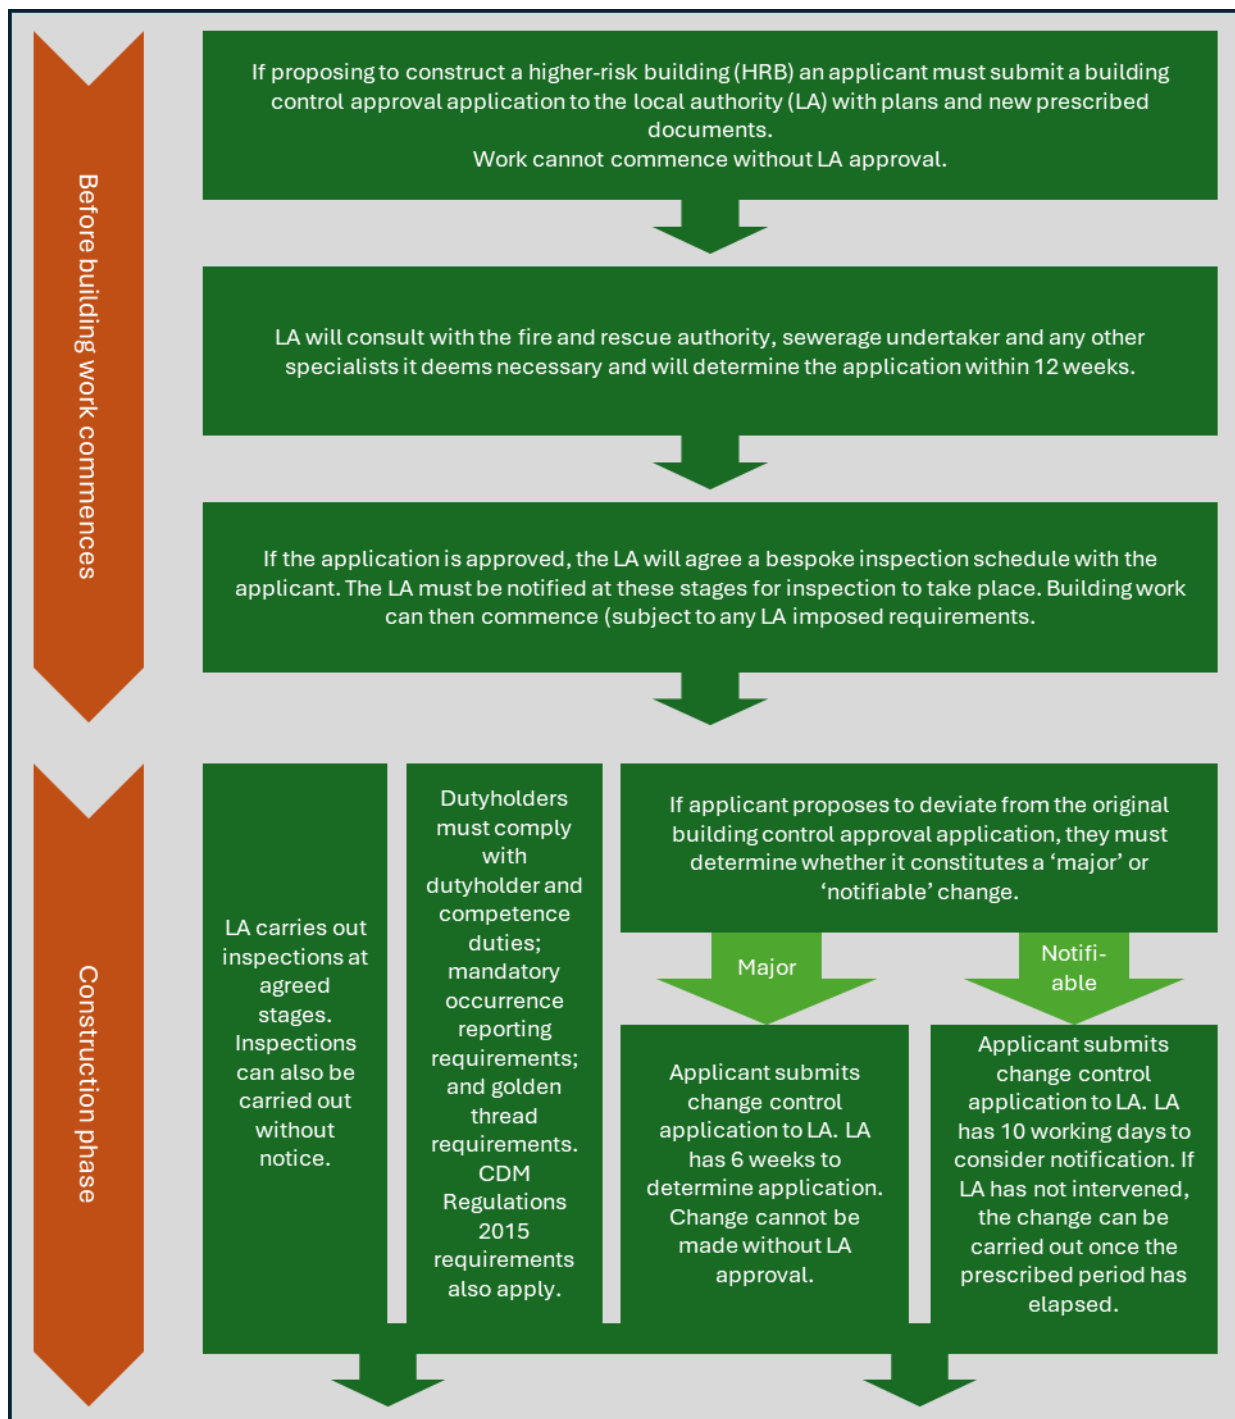 Before building work commences
If proposing to construct a higher-risk building (HRB) an applicant must submit a building
control approval application to the local authority (LA) with plans and new prescribed
documents.
Work cannot commence without LA approval.
LA will consult with the fire and rescue authority, sewerage undertaker and any other
specialists it deems necessary and will determine the application within 12 weeks.
If the application is approved, the LA will agree a bespoke inspection schedule with the
applicant. The LA must be notified at these stages for inspection to take place. Building work
can then commence (subject to any LA imposed requirements.
Construction phase
LA carries out
inspections at
agreed
stages.
Inspections
can also be
carried out
without
notice.
Dutyholders
must comply
with
dutyholder and
competence
duties;
mandatory
occurrence
reporting
requirements;
and golden
thread
requirements.
CDM
Regulations
2015
requirements
also apply.
If applicant proposes to deviate from the original
building control approval application, they must
determine whether it constitutes a ‘major’ or
‘notifiable’ change.
Major
Applicant submits
change control
application to LA. LA
has 6 weeks to
determine application.
Change cannot be
made without LA
approval.
Notifi-
able
Applicant submits
change control
application to LA. LA
has 10 working days to
consider notification. If
LA has not intervened,
the change can be
carried out once the
prescribed period has
elapsed.